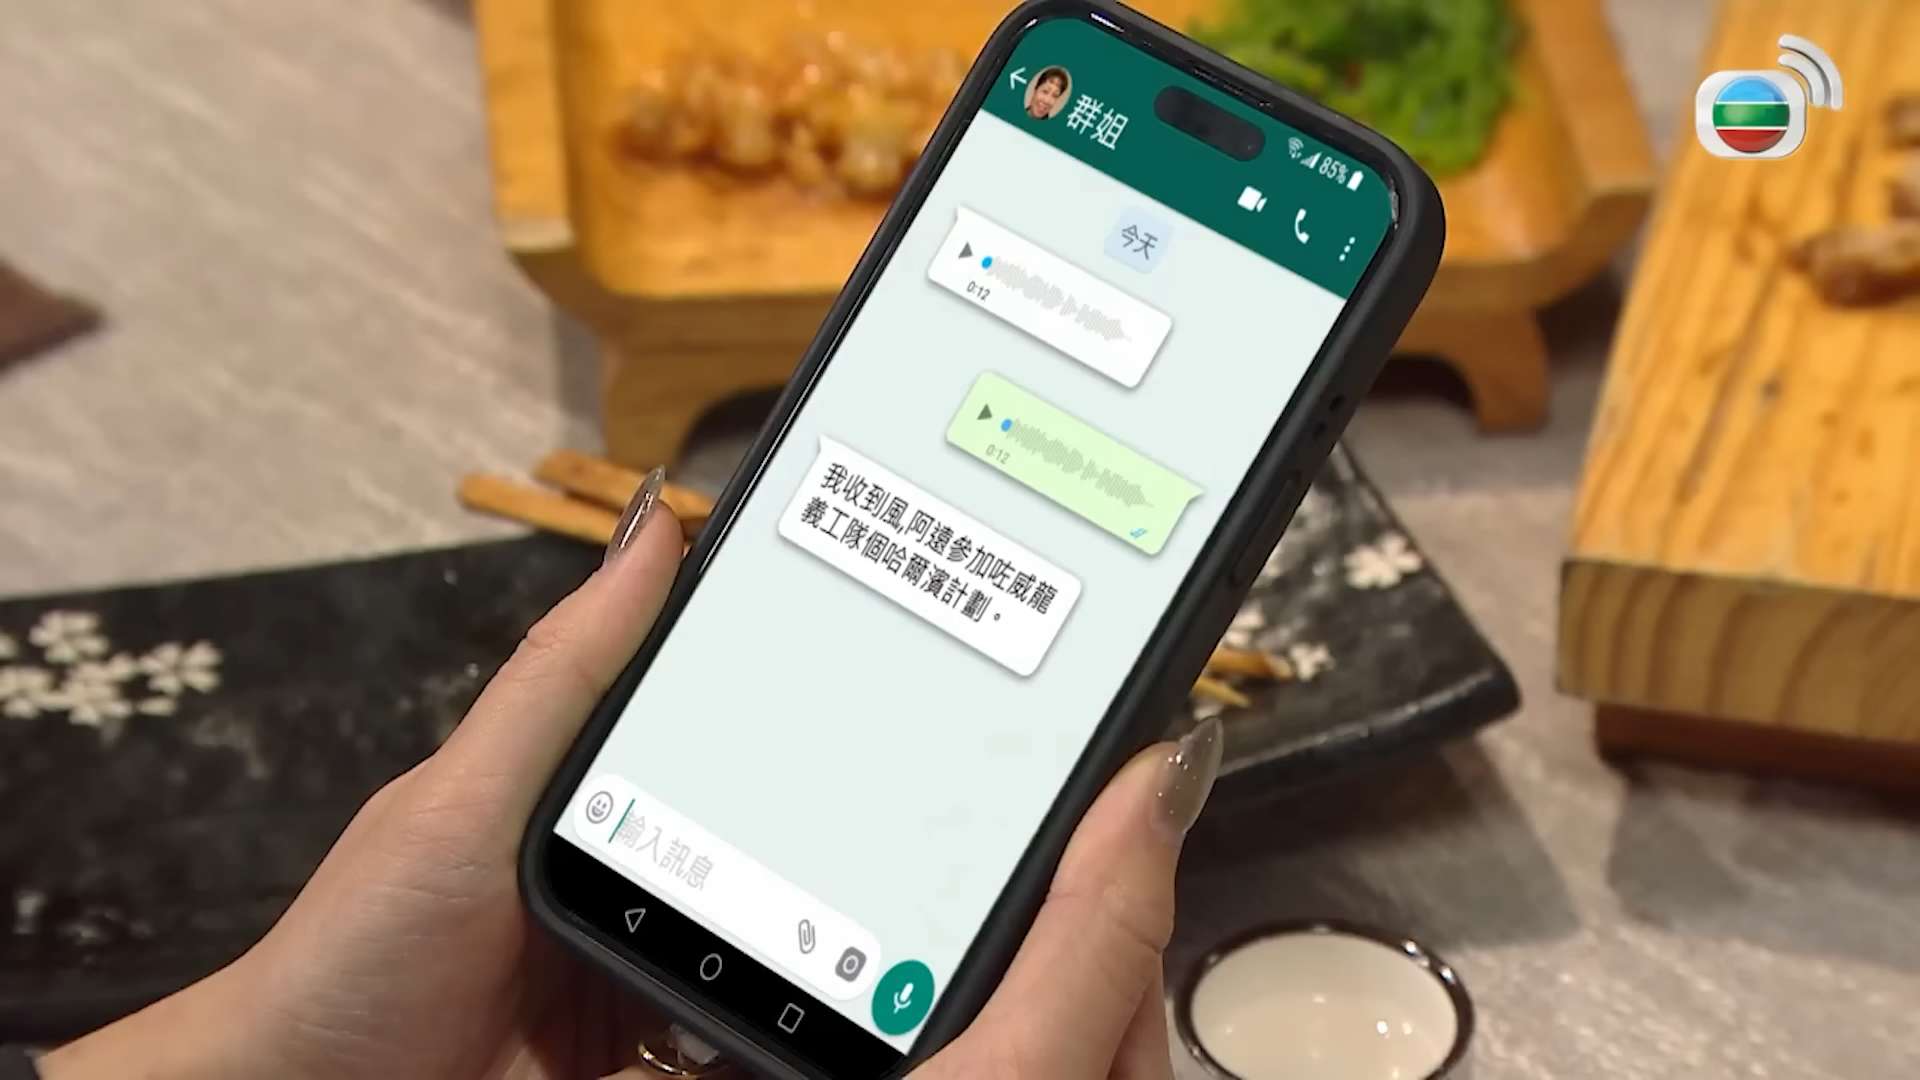 群姐
85%
今天
0:12
0:12
我收到風,阿遠參加咗威龍
義工隊個哈爾濱計劃。
輸入訊息